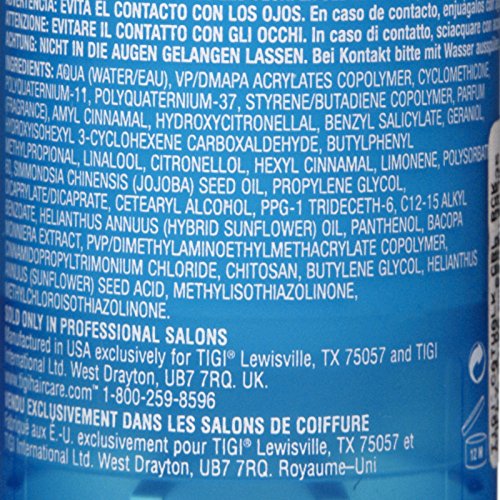 EVITA EL CONTACTO CON LOS OJOS. En caso de contacto, enjuágalos
ATTENZIONE: EVITARE IL CONTATTO CON GLI OCCHI. In caso di contatto, sciacquare con
ACHTUNG: NICHT IN DIE AUGEN GELANGEN LASSEN. Bei Kontakt bitte mit Wasser
INGREDIENTS: AQUA (WATER/EAU), VP/DMAPA ACRYLATES COPOLYMER, CYCLOMETHICONE
POLYQUATERNIUM-11, POLYQUATERNIUM-37, STYRENE/BUTADIENE COPOLYMER, PARFUM
FRAGRANCE), AMYL CINNAMAL, HYDROXYCITRONELLAL, BENZYL SALICYLATE, GERANIOL
DROXYISOHEXYL 3-CYCLOHEXENE CARBOXALDEHYDE, BUTYLPHENYL
METHYLPROPIONAL, LINALOOL, CITRONELLOL, HEXYL CINNAMAL, LIMONENE, POLYSORBAT
SIMMONDSIA CHINENSIS (JOJOBA) SEED OIL, PROPYLENE GLYCOL,
DICAPRYLATE/DICAPRATE, CETEARYL ALCOHOL, PPG-1 TRIDECETH-6, C12-15 ALKYL
BENZOATE, HELIANTHUS ANNUUS (HYBRID SUNFLOWER) OIL, PANTHENOL, BACOPA
MONNIERA EXTRACT, PVP/DIMETHYLAMINOETHYLMETHACRYLATE COPOLYMER,
CINNAMIDOPROPYLTRIMONIUM CHLORIDE, CHITOSAN, BUTYLENE GLYCOL, HELIANTHUS
ANNUUS (SUNFLOWER) SEED ACID, METHYLISOTHIAZOLINONE,
METHYLCHLOROISOTHIAZOLINONE.
SOLD ONLY IN PROFESSIONAL SALONS
Manufactured in USA exclusively for TIGI® Lewisville, TX 75057 and TIGI
International Ltd. West Drayton, UB7 7RQ. UK.
www.tigihaircare.com™ 1-800-259-8596
VENDU EXCLUSIVEMENT DANS LES SALONS DE COIFFURE
Fabriqué aux É.-U. exclusivement pour TIGI® Lewisville, TX 75057 et
TIGI International Ltd. West Drayton, UB7 7RQ. Royaume–Uni
12 M